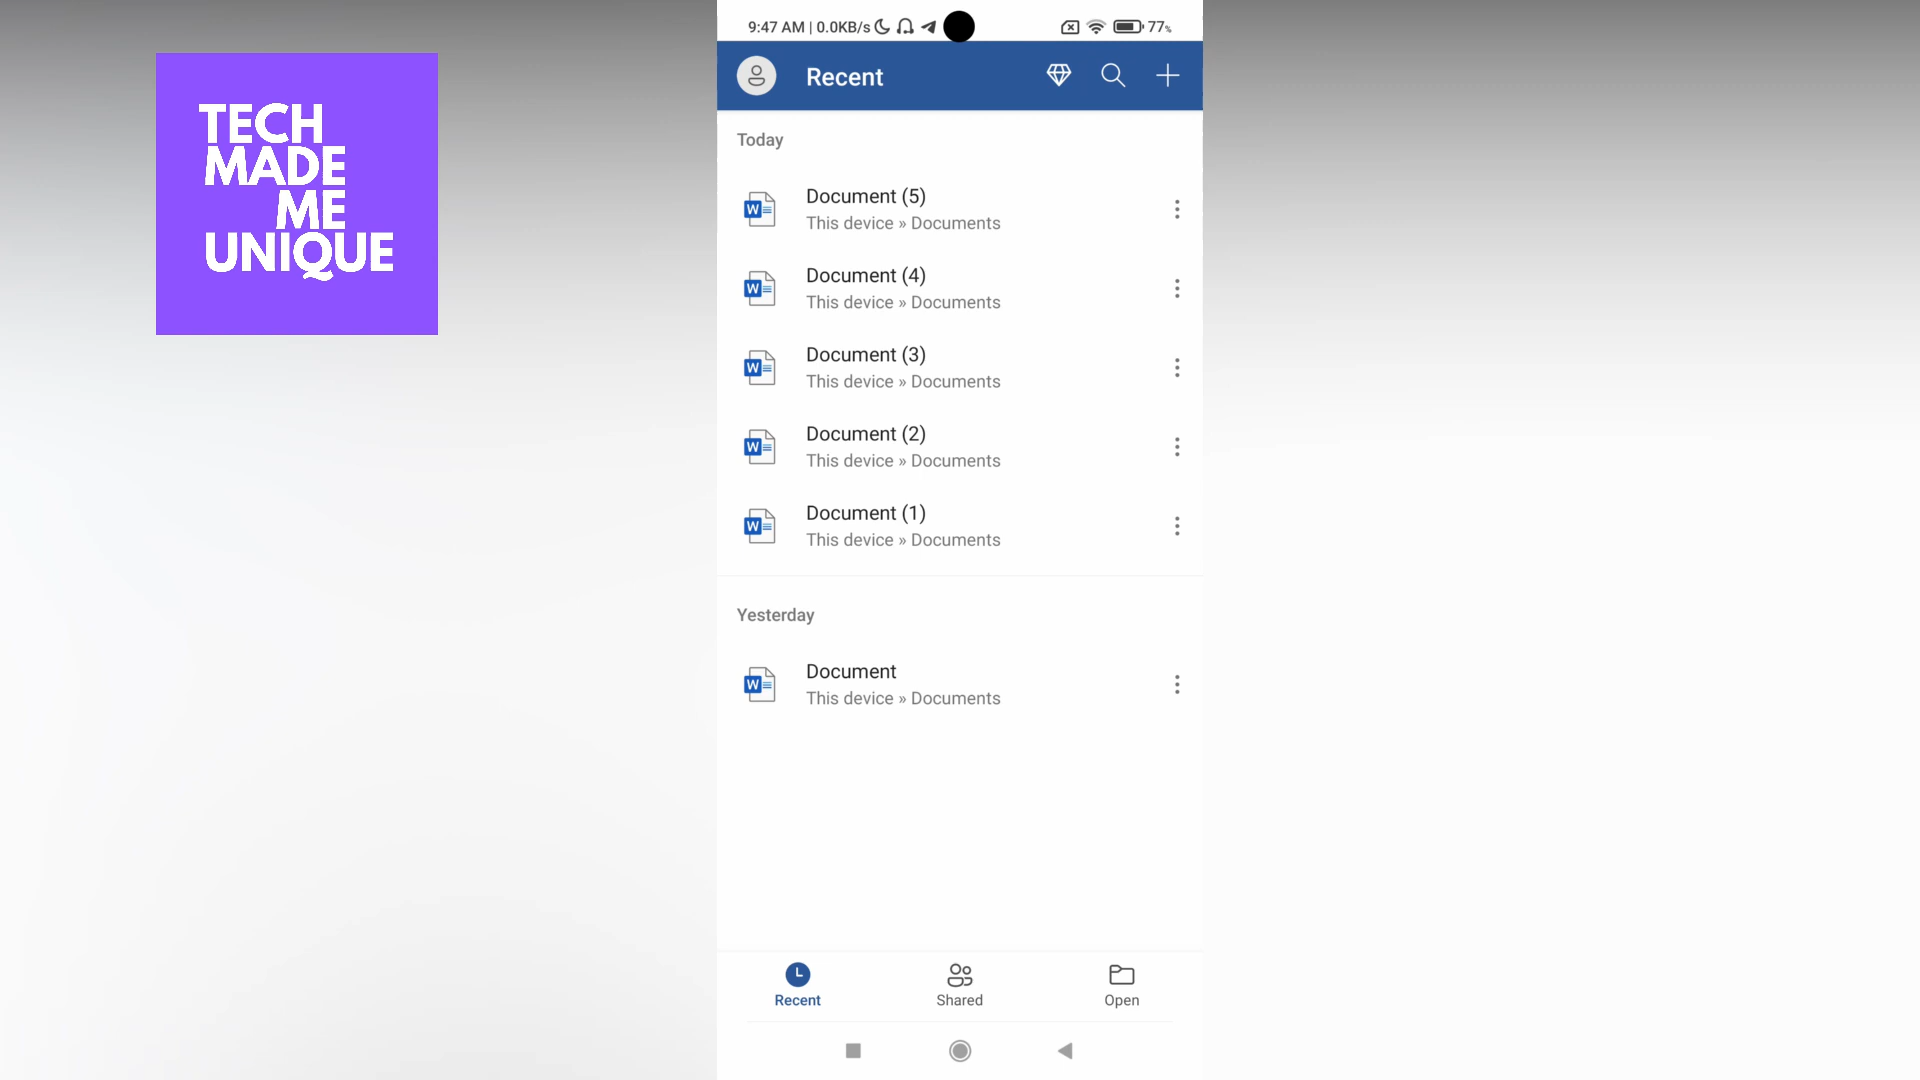 TECH
MADE
ME
UNIQUE
9:47 AM | 0.0KB/s
77%
Recent
Today
Document (5)
This device » Documents
Document (4)
This device » Documents
Document (3)
This device » Documents
Document (2)
This device » Documents
Document (1)
This device » Documents
Yesterday
Document
This device » Documents
Recent
Shared
Open